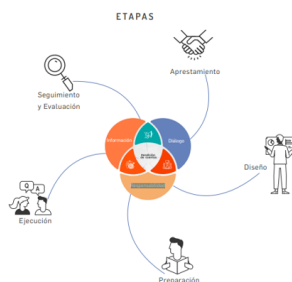 ETAPAS
Aprestamiento
Seguimiento
y Evaluación
Información
Diálogo
Diseño
Q A
Ejecución
Preparación